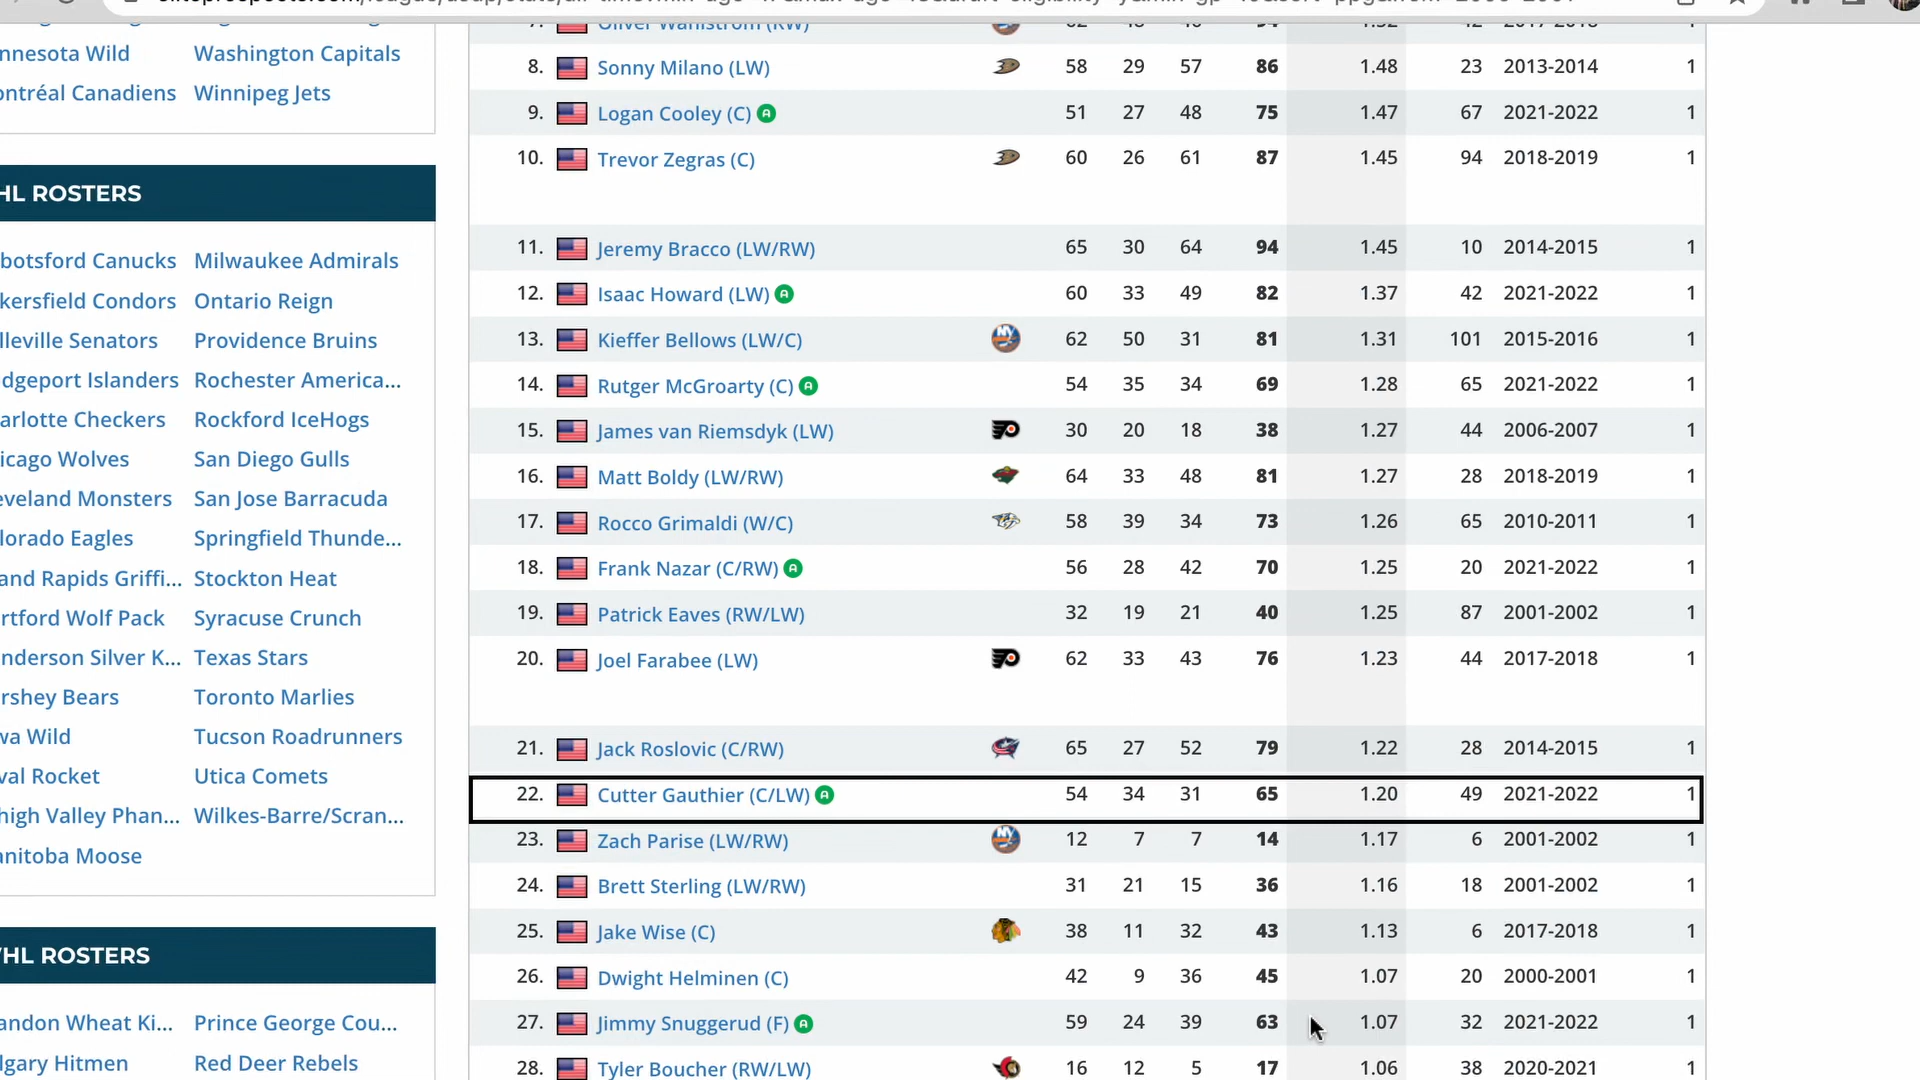 nnesota Wild Washington Capitals
ontréal Canadiens Winnipeg Jets
HL ROSTERS
botsford Canucks Milwaukee Admirals
kersfield Condors Ontario Reign
lleville Senators Providence Bruins
dgeport Islanders Rochester America...
arlotte Checkers Rockford IceHogs
icago Wolves San Diego Gulls
eveland Monsters San Jose Barracuda
lorado Eagles Springfield Thunde...
and Rapids Griffi... Stockton Heat
rtford Wolf Pack Syracuse Crunch
nderson Silver K... Texas Stars
rshey Bears Toronto Marlies
wa Wild Tucson Roadrunners
val Rocket Utica Comets
high Valley Phan... Wilkes-Barre/Scran...
anitoba Moose
HL ROSTERS
andon Wheat Ki... Prince George Cou...
lgary Hitmen Red Deer Rebels
7. Oliver Wahlstrom (RW) 62 48 46 94 1.52 42 2017-2018 1
8. Sonny Milano (LW) 58 29 57 86 1.48 23 2013-2014 1
9. Logan Cooley (C) A 51 27 48 75 1.47 67 2021-2022 1
10. Trevor Zegras (C) 60 26 61 87 1.45 94 2018-2019 1
11. Jeremy Bracco (LW/RW) 65 30 64 94 1.45 10 2014-2015 1
12. Isaac Howard (LW) A 60 33 49 82 1.37 42 2021-2022 1
13. Kieffer Bellows (LW/C) NY 62 50 31 81 1.31 101 2015-2016 1
14. Rutger McGroarty (C) A 54 35 34 69 1.28 65 2021-2022 1
15. James van Riemsdyk (LW) 30 20 18 38 1.27 44 2006-2007 1
16. Matt Boldy (LW/RW) 64 33 48 81 1.27 28 2018-2019 1
17. Rocco Grimaldi (W/C) 58 39 34 73 1.26 65 2010-2011 1
18. Frank Nazar (C/RW) A 56 28 42 70 1.25 20 2021-2022 1
19. Patrick Eaves (RW/LW) 32 19 21 40 1.25 87 2001-2002 1
20. Joel Farabee (LW) 62 33 43 76 1.23 44 2017-2018 1
21. Jack Roslovic (C/RW) 65 27 52 79 1.22 28 2014-2015 1
22. Cutter Gauthier (C/LW) A 54 34 31 65 1.20 49 2021-2022 1
23. Zach Parise (LW/RW) NY 12 7 7 14 1.17 6 2001-2002 1
24. Brett Sterling (LW/RW) 31 21 15 36 1.16 18 2001-2002 1
25. Jake Wise (C) 38 11 32 43 1.13 6 2017-2018 1
26. Dwight Helminen (C) 42 9 36 45 1.07 20 2000-2001 1
27. Jimmy Snuggerud (F) A 59 24 39 63 1.07 32 2021-2022 1
28. Tyler Boucher (RW/LW) 16 12 5 17 1.06 38 2020-2021 1